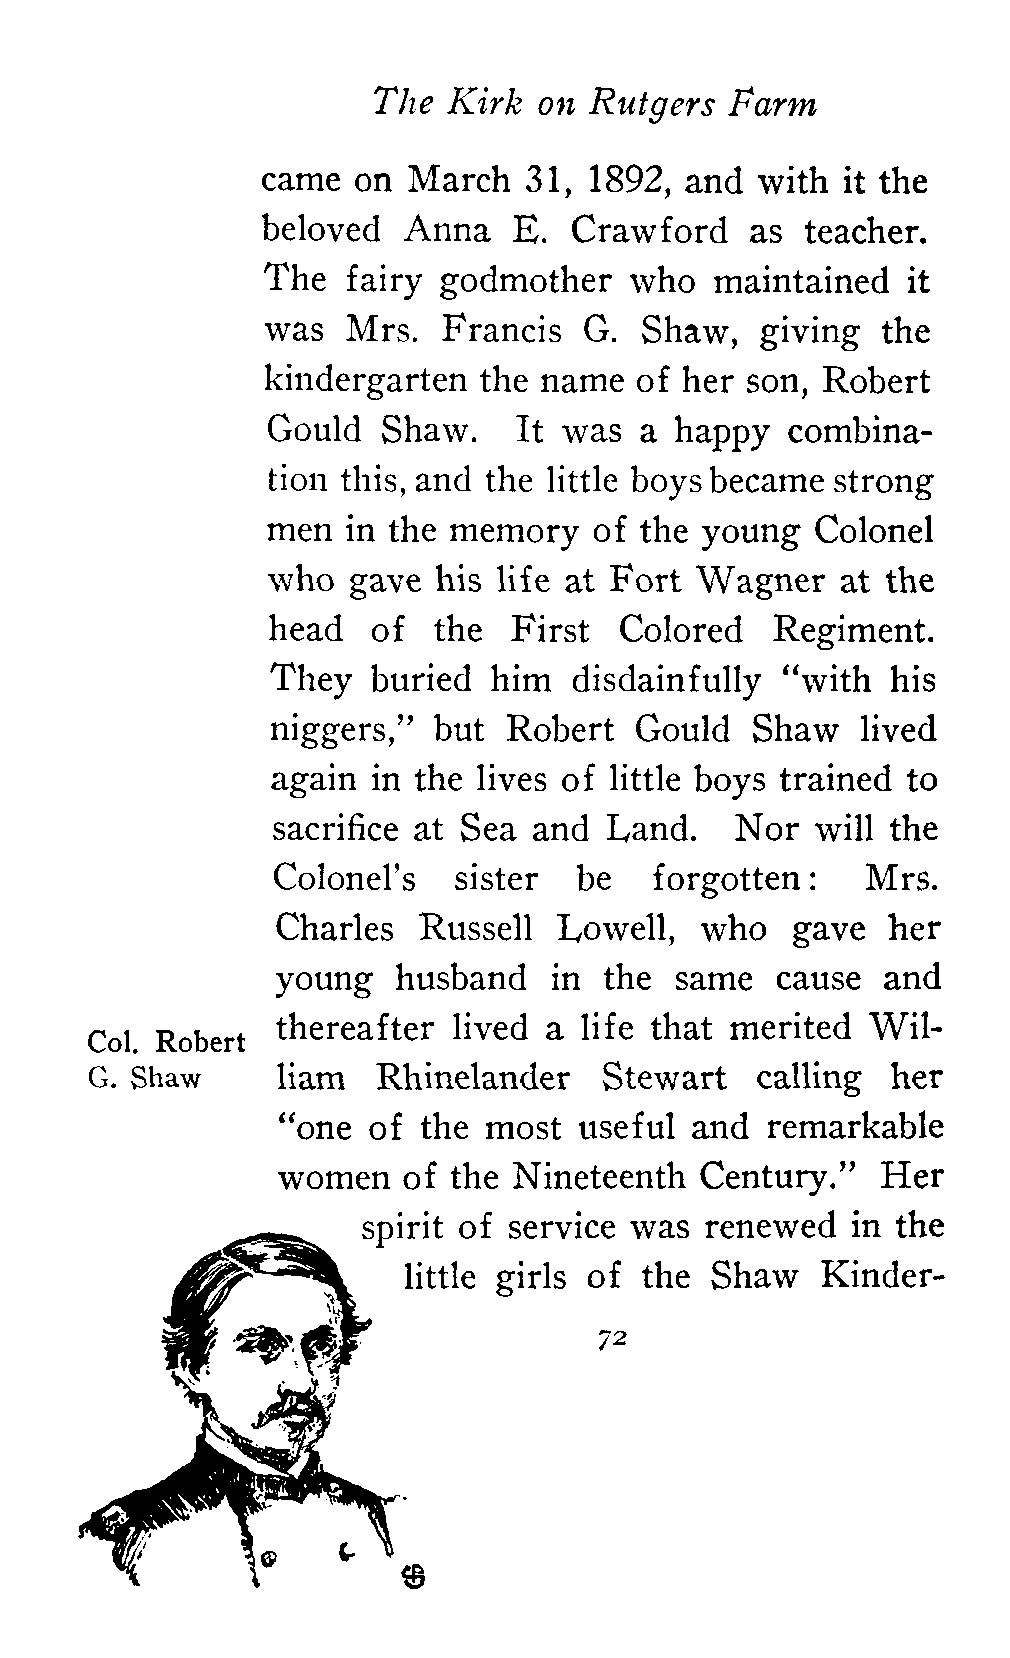 The Kirk on Rutgers Farm
came on March 31, 1892, and with it the
beloved Anna E. Crawford as teacher.
The fairy godmother who maintained it
was Mrs. Francis G. Shaw, giving the
kindergarten the name of her son, Robert
Gould Shaw. It was a happy combina-
tion this, and the little boys became strong
men in the memory of the young Colonel
who gave his life at Fort Wagner at the
head of the First Colored Regiment.
They buried him disdainfully “with his
niggers,” but Robert Gould Shaw lived
again in the lives of little boys trained to
sacrifice at Sea and Land. Nor will the
Colonel's sister be forgotten: Mrs.
Charles Russell Lowell, who gave her
young husband in the same cause and
thereafter lived a life that merited Wil-
liam Rhinelander Stewart calling her
“one of the most useful and remarkable
women of the Nineteenth Century.” Her
spirit of service was renewed in the
little girls of the Shaw Kinder-
Col. Robert
G. Shaw
72